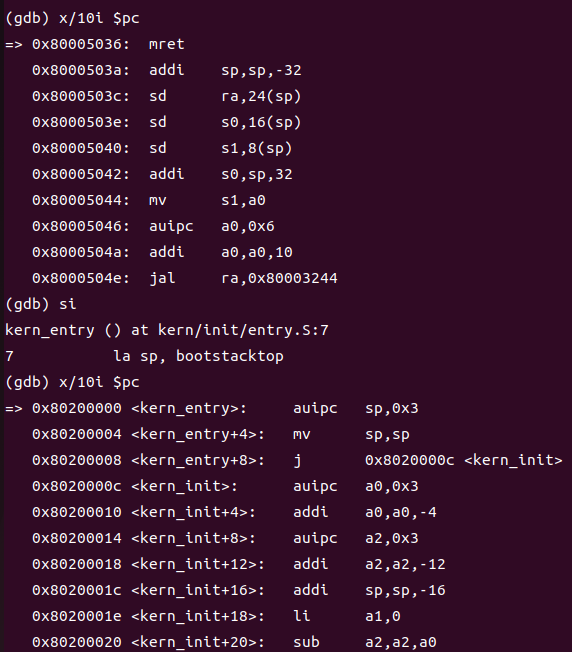 (gdb) x/10i $pc
=> 0x80005036:  mret
   0x8000503a:  addi    sp,sp,-32
   0x8000503c:  sd      ra,24(sp)
   0x8000503e:  sd      s0,16(sp)
   0x80005040:  sd      s1,8(sp)
   0x80005042:  addi    s0,sp,32
   0x80005044:  mv      s1,a0
   0x80005046:  auipc   a0,0x6
   0x8000504a:  addi    a0,a0,10
   0x8000504e:  jal     ra,0x80003244
(gdb) si
kern_entry () at kern/init/entry.S:7
7           la sp, bootstacktop
(gdb) x/10i $pc
=> 0x80200000 <kern_entry>:     auipc   sp,0x3
   0x80200004 <kern_entry+4>:   mv      sp,sp
   0x80200008 <kern_entry+8>:   j       0x8020000c <kern_init>
   0x8020000c <kern_init>:      auipc   a0,0x3
   0x80200010 <kern_init+4>:    addi    a0,a0,-4
   0x80200014 <kern_init+8>:    auipc   a2,0x3
   0x80200018 <kern_init+12>:   addi    a2,a2,-12
   0x8020001c <kern_init+16>:   addi    sp,sp,-16
   0x8020001e <kern_init+18>:   li      a1,0
   0x80200020 <kern_init+20>:   sub     a2,a2,a0